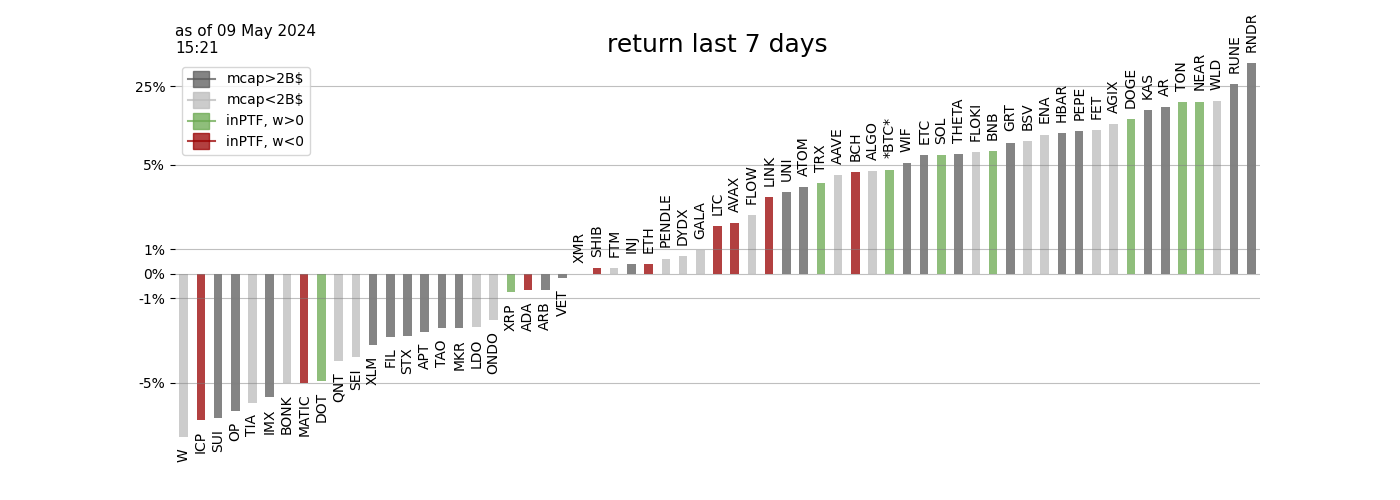 as of 09 May 2024
15:21
return last 7 days
mcap>2B$
mcap<2B$
inPTF, w>0
inPTF, w<0
25%
5%
1%
0%
-1%
-5%
W
ICP
SUI
OP
TIA
IMX
BONK
MATIC
DOT
QNT
SEI
XLM
FIL
STX
APT
TAO
MKR
LDO
ONDO
XRP
ADA
ARB
VET
XMR
SHIB
FTM
INJ
ETH
PENDLE
DYDX
GALA
LTC
AVAX
FLOW
LINK
UNI
ATOM
TRX
AAVE
BCH
ALGO
*BTC*
WIF
ETC
SOL
THETA
FLOKI
BNB
GRT
BSV
ENA
HBAR
PEPE
FET
AGIX
DOGE
KAS
AR
TON
NEAR
WLD
RUNE
RNDR